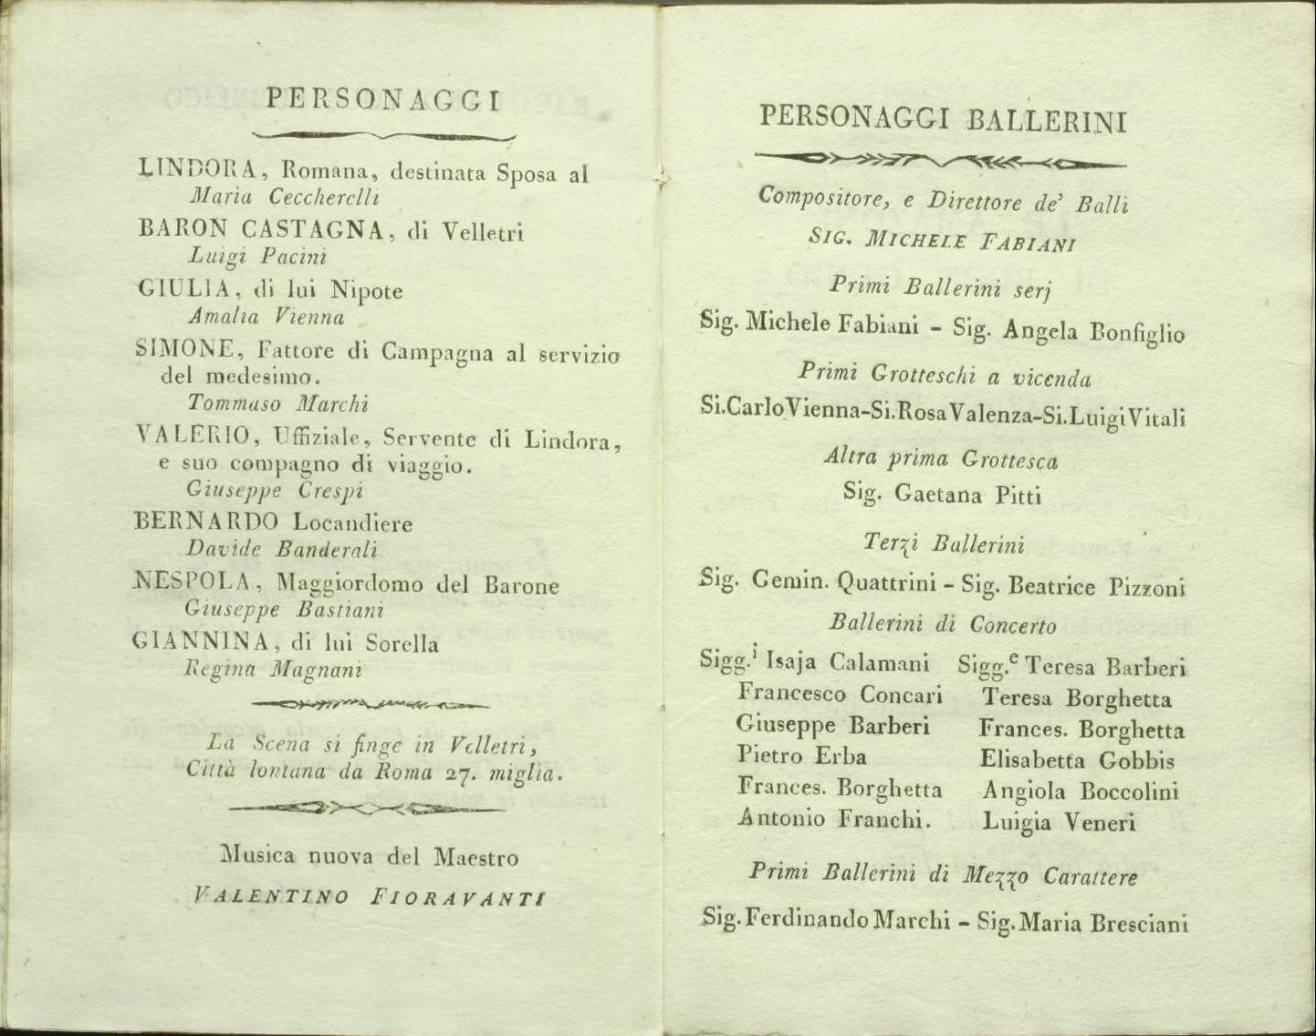 PERSONAGGI
LINDORA, Romana, destinata Sposa al
Maria Ceccherelli
BARON CASTAGNA, di Velletri
Luigi Pacini
GIULIA, di lui Nipote
Amalia Vienna
SIMONE, Fattore di Campagna al servizio
del medesimo.
Tommaso Marchi
VALERIO, Uffiziale, Servente di Lindora,
e suo compagno di viaggio.
Giuseppe Crespi
BERNARDO Locandiere
Davide Banderali
NESPOLA, Maggiordomo del Barone
Giuseppe Bastiani
GIANNINA, di lui Sorella
Regina Magnani
La Scena si finge in Velletri,
Città lontana da Roma 27. miglia.
Musica nuova del Maestro
VALENTINO FIORAVANTI
PERSONAGGI BALLERINI
Compositore, e Direttore de' Balli
SIG. MICHELE FABIANI
Primi Ballerini serj
Sig. Michele Fabiani - Sig. Angela Bonfiglio
Primi Grotteschi a vicenda
Si.Carlo Vienna-Si.Rosa Valenza-Si.Luigi Vitali
Altra prima Grottesca
Sig. Gaetana Pitti
Terzi Ballerini
Sig. Gemin. Quattrini - Sig. Beatrice Pizzoni
Ballerini di Concerto
Sigg.i Isaja Calamani Sigg.e Teresa Barberi
Francesco Concari Teresa Borghetta
Giuseppe Barberi Frances. Borghetta
Pietro Erba Elisabetta Gobbis
Frances. Borghetta Angiola Boccolini
Antonio Franchi. Luigia Veneri
Primi Ballerini di Mezzo Carattere
Sig. Ferdinando Marchi - Sig. Maria Bresciani